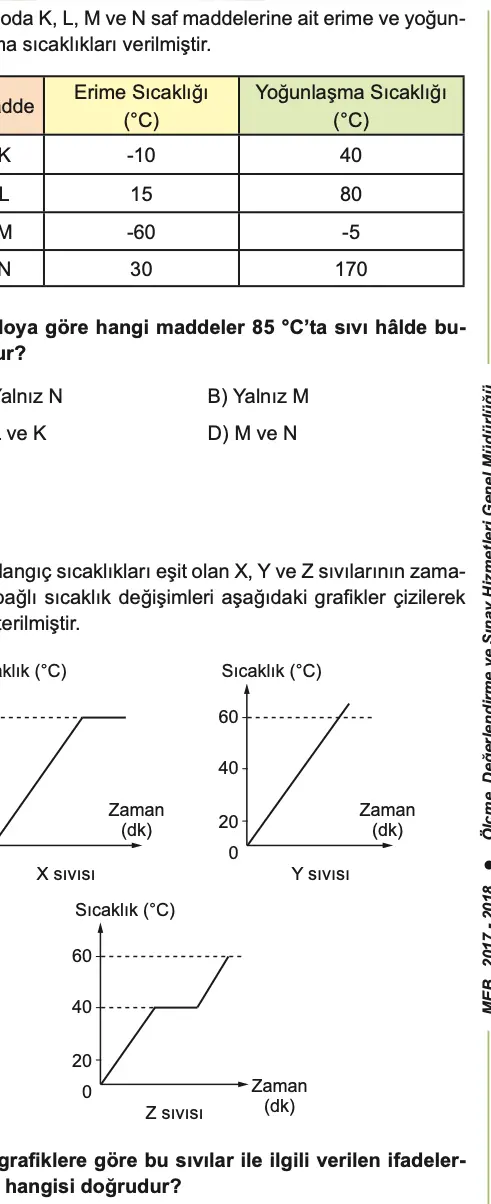 oda K, L, M ve N saf maddelerine ait erime ve yoğun-
ma sıcaklıkları verilmiştir.
adde
Erime Sıcaklığı
(°C)
Yoğunlaşma Sıcaklığı
(°C)
K -10 40
L 15 80
M -60 -5
N 30 170
loya göre hangi maddeler 85 °C’ta sıvı hâlde bu-
ur?
Yalnız N B) Yalnız M
ve K D) M ve N
langıç sıcaklıkları eşit olan X, Y ve Z sıvılarının zama-
bağlı sıcaklık değişimleri aşağıdaki grafikler çizilerek
terilmiştir.
aklık (°C)
Zaman
(dk)
X sıvısı
Sıcaklık (°C)
60
40
20
0
Zaman
(dk)
Y sıvısı
Sıcaklık (°C)
60
40
20
0
Zaman
(dk)
Z sıvısı
grafiklere göre bu sıvılar ile ilgili verilen ifadeler-
hangisi doğrudur?
MEB 2017 - 2018 ● Ölçme, Değerlendirme ve Sınav Hizmetleri Genel Müdürlüğü